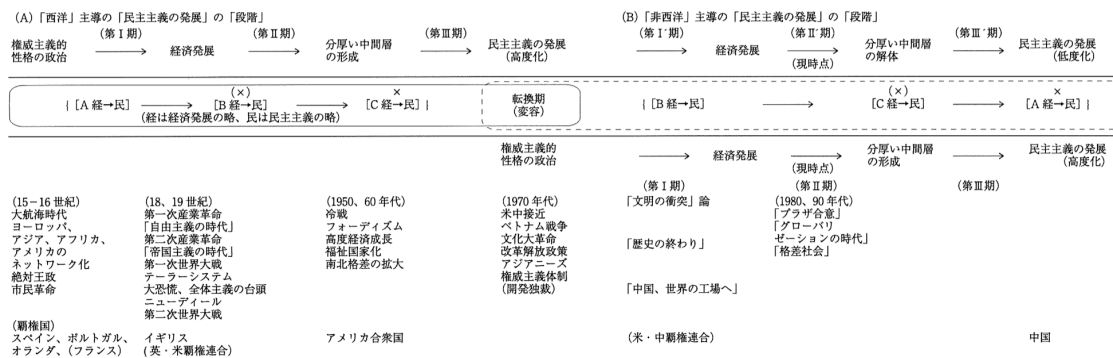 (A)「西洋」主導の「民主主義の発展」の「段階」
権威主義的
性格の政治
(第Ⅰ期)
経済発展
(第Ⅱ期)
分厚い中間層
の形成
(第Ⅲ期)
民主主義の発展
(高度化)
{ [A 経→民]
(×)
[B 経→民]
×
[C 経→民] }
(経は経済発展の略、民は民主主義の略)
転換期
(変容)
(B)「非西洋」主導の「民主主義の発展」の「段階」
(第Ⅰ´期)
経済発展
(第Ⅱ´期)
(現時点)
分厚い中間層
の解体
(第Ⅲ´期)
民主主義の発展
(低度化)
{ [B 経→民]
(×)
[C 経→民]
×
[A 経→民] }
権威主義的
性格の政治
経済発展
(現時点)
分厚い中間層
の形成
民主主義の発展
(高度化)
(第Ⅰ期)
(第Ⅱ期)
(第Ⅲ期)
(15-16 世紀)
大航海時代
ヨーロッパ、
アジア、アフリカ、
アメリカの
ネットワーク化
絶対王政
市民革命
(18、19 世紀)
第一次産業革命
「自由主義の時代」
第二次産業革命
「帝国主義の時代」
第一次世界大戦
テーラーシステム
大恐慌、全体主義の台頭
ニューディール
第二次世界大戦
(1950、60 年代)
冷戦
フォーディズム
高度経済成長
福祉国家化
南北格差の拡大
(1970 年代)
米中接近
ベトナム戦争
文化大革命
改革解放政策
アジアニーズ
権威主義体制
(開発独裁)
「文明の衝突」論
「歴史の終わり」
「中国、世界の工場へ」
(1980、90 年代)
「プラザ合意」
「グローバリ
ゼーションの時代」
「格差社会」
(覇権国)
スペイン、ポルトガル、
オランダ、(フランス)
イギリス
(英・米覇権連合)
アメリカ合衆国
(米・中覇権連合)
中国